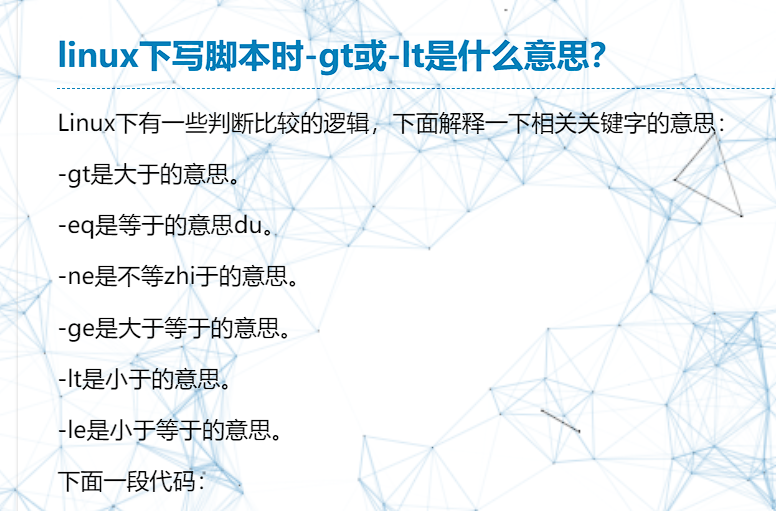 linux下写脚本时-gt或-lt是什么意思？
Linux下有一些判断比较的逻辑，下面解释一下相关关键字的意思：
-gt是大于的意思。
-eq是等于的意思du。
-ne是不等zhi于的意思。
-ge是大于等于的意思。
-lt是小于的意思。
-le是小于等于的意思。
下面一段代码：